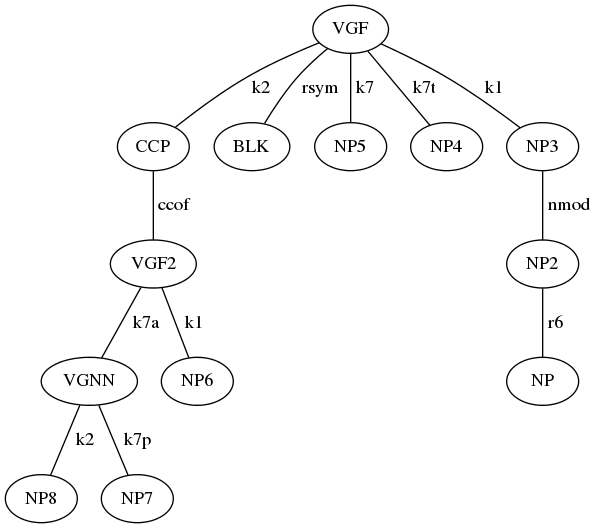 VGF
k2 rsym k7 k7t k1
CCP BLK NP5 NP4 NP3
ccof nmod
VGF2 NP2
k7a k1 r6
VGNN NP6 NP
k2 k7p
NP8 NP7